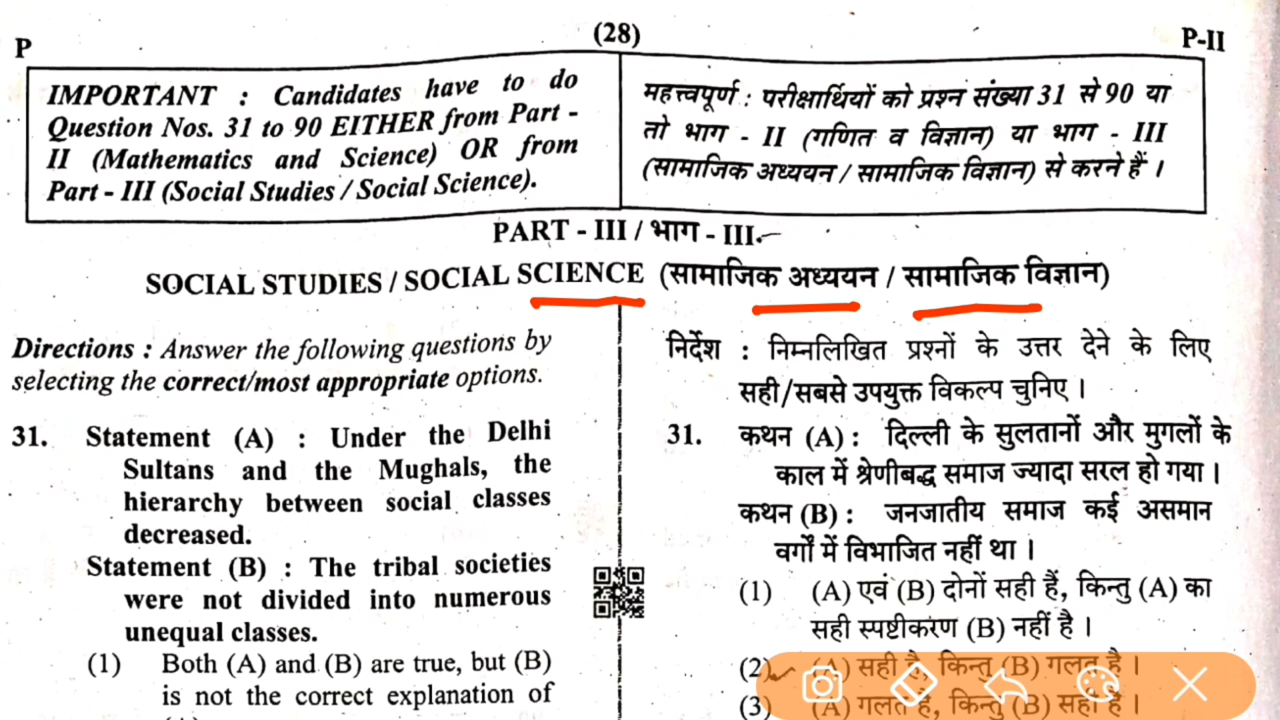 P
(28)
P-II
IMPORTANT : Candidates have to do
Question Nos. 31 to 90 EITHER from Part -
II (Mathematics and Science) OR from
Part - III (Social Studies / Social Science).
महत्त्वपूर्ण : परीक्षार्थियों को प्रश्न संख्या 31 से 90 या
तो भाग - II (गणित व विज्ञान) या भाग - III
(सामाजिक अध्ययन / सामाजिक विज्ञान) से करने हैं ।
PART - III / भाग - III
SOCIAL STUDIES / SOCIAL SCIENCE (सामाजिक अध्ययन / सामाजिक विज्ञान)
Directions : Answer the following questions by
selecting the correct/most appropriate options.
31. Statement (A) : Under the Delhi
Sultans and the Mughals, the
hierarchy between social classes
decreased.
Statement (B) : The tribal societies
were not divided into numerous
unequal classes.
(1) Both (A) and (B) are true, but (B)
is not the correct explanation of
निर्देश : निम्नलिखित प्रश्नों के उत्तर देने के लिए
सही/सबसे उपयुक्त विकल्प चुनिए ।
31. कथन (A) : दिल्ली के सुलतानों और मुगलों के
काल में श्रेणीबद्ध समाज ज्यादा सरल हो गया ।
कथन (B) : जनजातीय समाज कई असमान
वर्गों में विभाजित नहीं था ।
(1) (A) एवं (B) दोनों सही हैं, किन्तु (A) का
सही स्पष्टीकरण (B) नहीं है ।
(2) (A) सही है, किन्तु (B) गलत है ।
(3) (A) गलत है, किन्तु (B) सही है ।